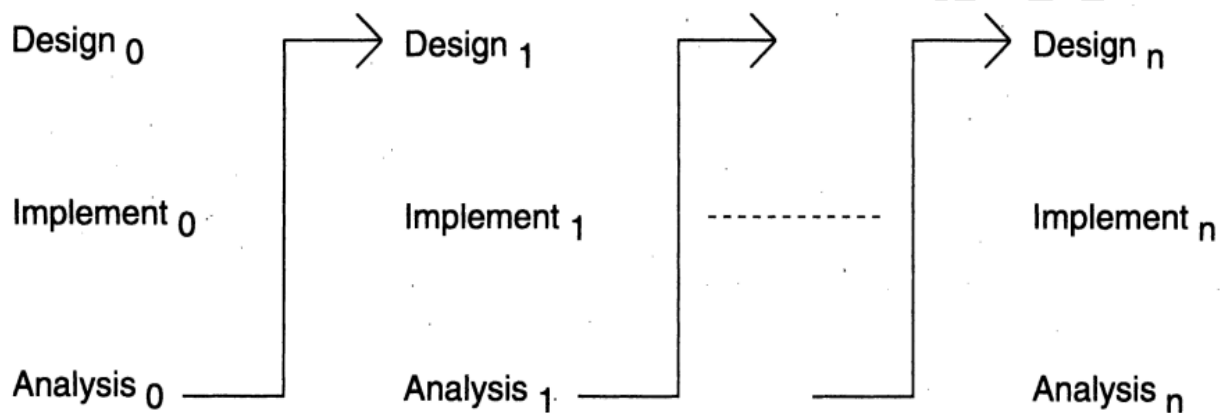 Design 0 Design 1 Design n
Implement 0 Implement 1 Implement n
Analysis 0 Analysis 1 Analysis n